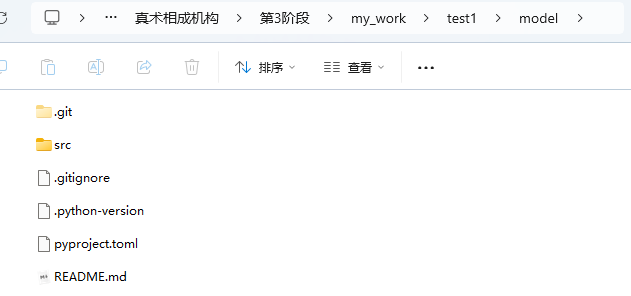 … 真术相成机构 第3阶段 my_work test1 model
排序 查看 …
.git
src
.gitignore
.python-version
pyproject.toml
README.md